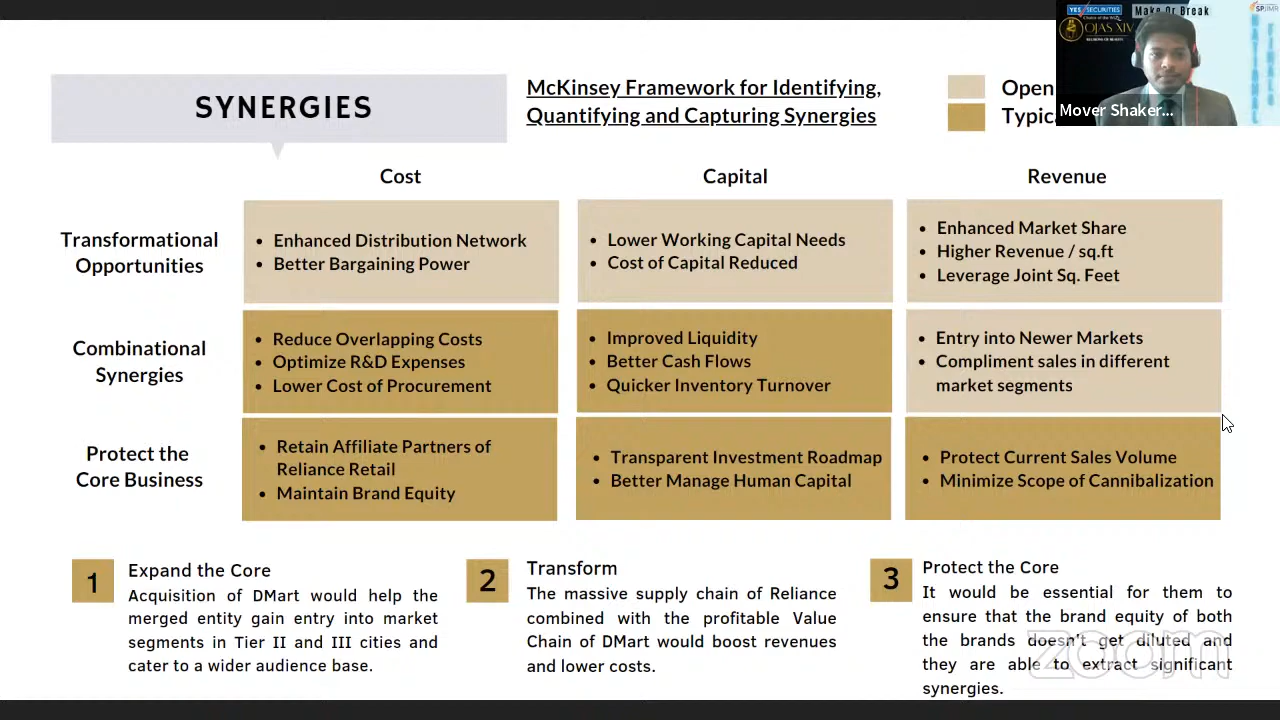 SYNERGIES
McKinsey Framework for Identifying,
Quantifying and Capturing Synergies
Open
YES SECURITIES
Make Or Break
OJAS XIV
SPJIMR
Mover Shaker...
Cost
Capital
Revenue
Transformational
Opportunities
• Enhanced Distribution Network
• Better Bargaining Power
• Lower Working Capital Needs
• Cost of Capital Reduced
• Enhanced Market Share
• Higher Revenue / sq.ft
• Leverage Joint Sq. Feet
Combinational
Synergies
• Reduce Overlapping Costs
• Optimize R&D Expenses
• Lower Cost of Procurement
• Improved Liquidity
• Better Cash Flows
• Quicker Inventory Turnover
• Entry into Newer Markets
• Compliment sales in different
market segments
Protect the
Core Business
• Retain Affiliate Partners of
Reliance Retail
• Maintain Brand Equity
• Transparent Investment Roadmap
• Better Manage Human Capital
• Protect Current Sales Volume
• Minimize Scope of Cannibalization
1
Expand the Core
Acquisition of DMart would help the
merged entity gain entry into market
segments in Tier II and III cities and
cater to a wider audience base.
2
Transform
The massive supply chain of Reliance
combined with the profitable Value
Chain of DMart would boost revenues
and lower costs.
3
Protect the Core
It would be essential for them to
ensure that the brand equity of both
the brands doesn't get diluted and
they are able to extract significant
synergies.
zoom